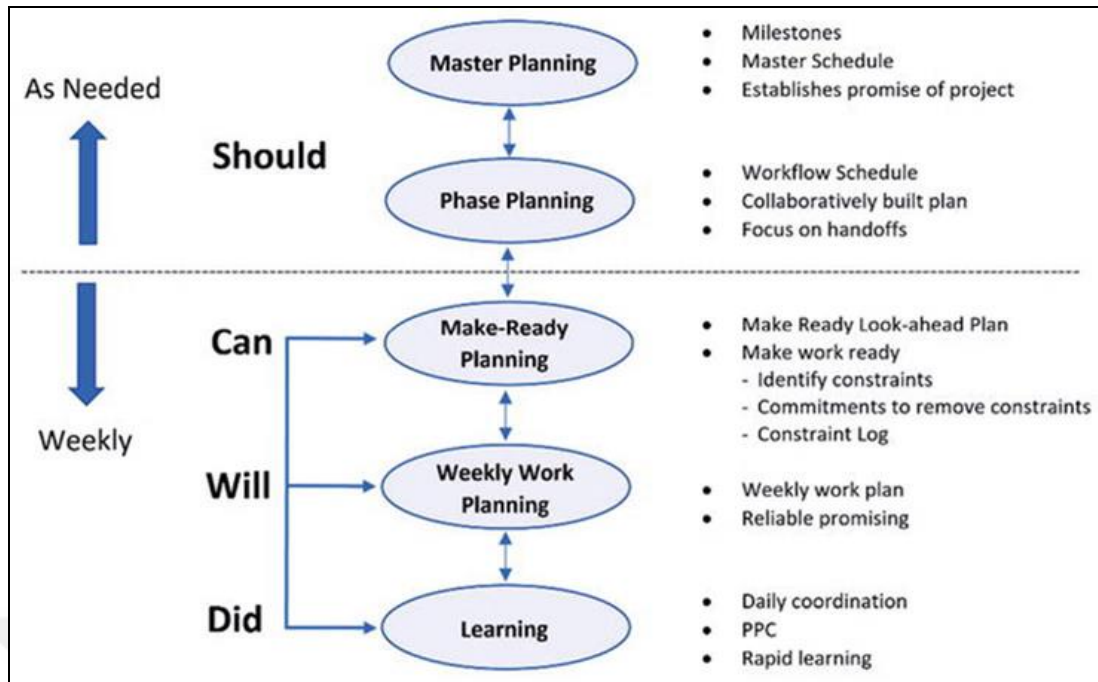 As Needed
Should
Weekly
Can
Will
Did
Master Planning
Phase Planning
Make-Ready
Planning
Weekly Work
Planning
Learning
• Milestones
• Master Schedule
• Establishes promise of project
• Workflow Schedule
• Collaboratively built plan
• Focus on handoffs
• Make Ready Look-ahead Plan
• Make work ready
- Identify constraints
- Commitments to remove constraints
- Constraint Log
• Weekly work plan
• Reliable promising
• Daily coordination
• PPC
• Rapid learning